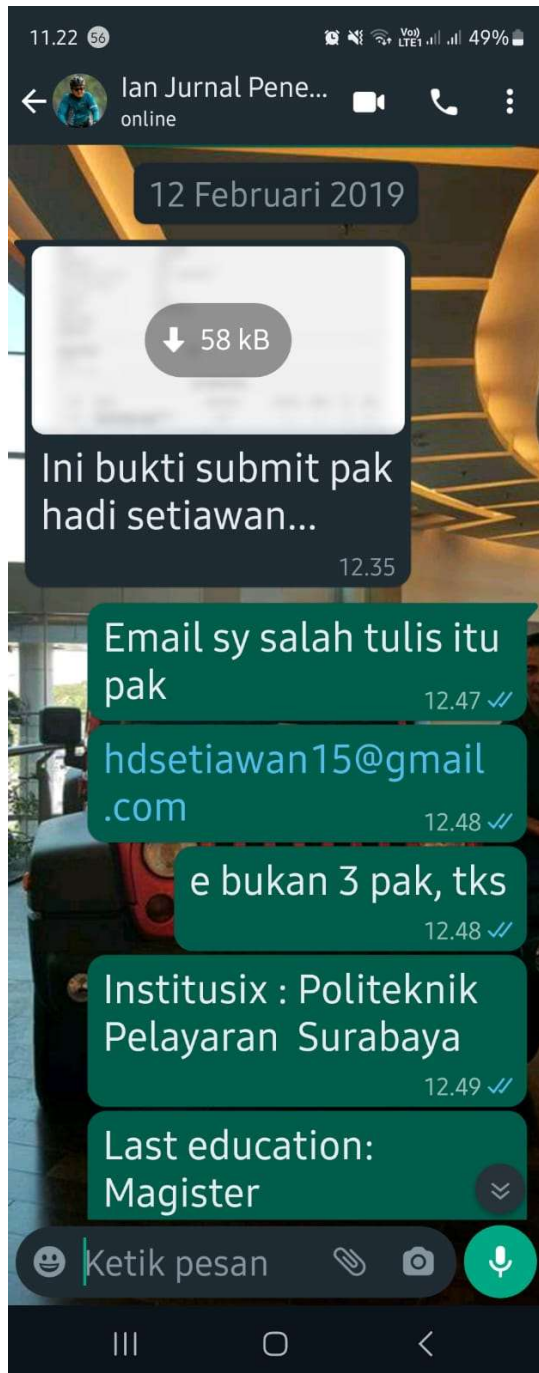 11.22 56 Vo)) LTE1 49%
Ian Jurnal Pene...
online
12 Februari 2019
58 kB
Ini bukti submit pak
hadi setiawan...
12.35
Email sy salah tulis itu
pak
12.47
hdsetiawan15@gmail
.com
12.48
e bukan 3 pak, tks
12.48
Institusix : Politeknik
Pelayaran Surabaya
12.49
Last education:
Magister
Ketik pesan